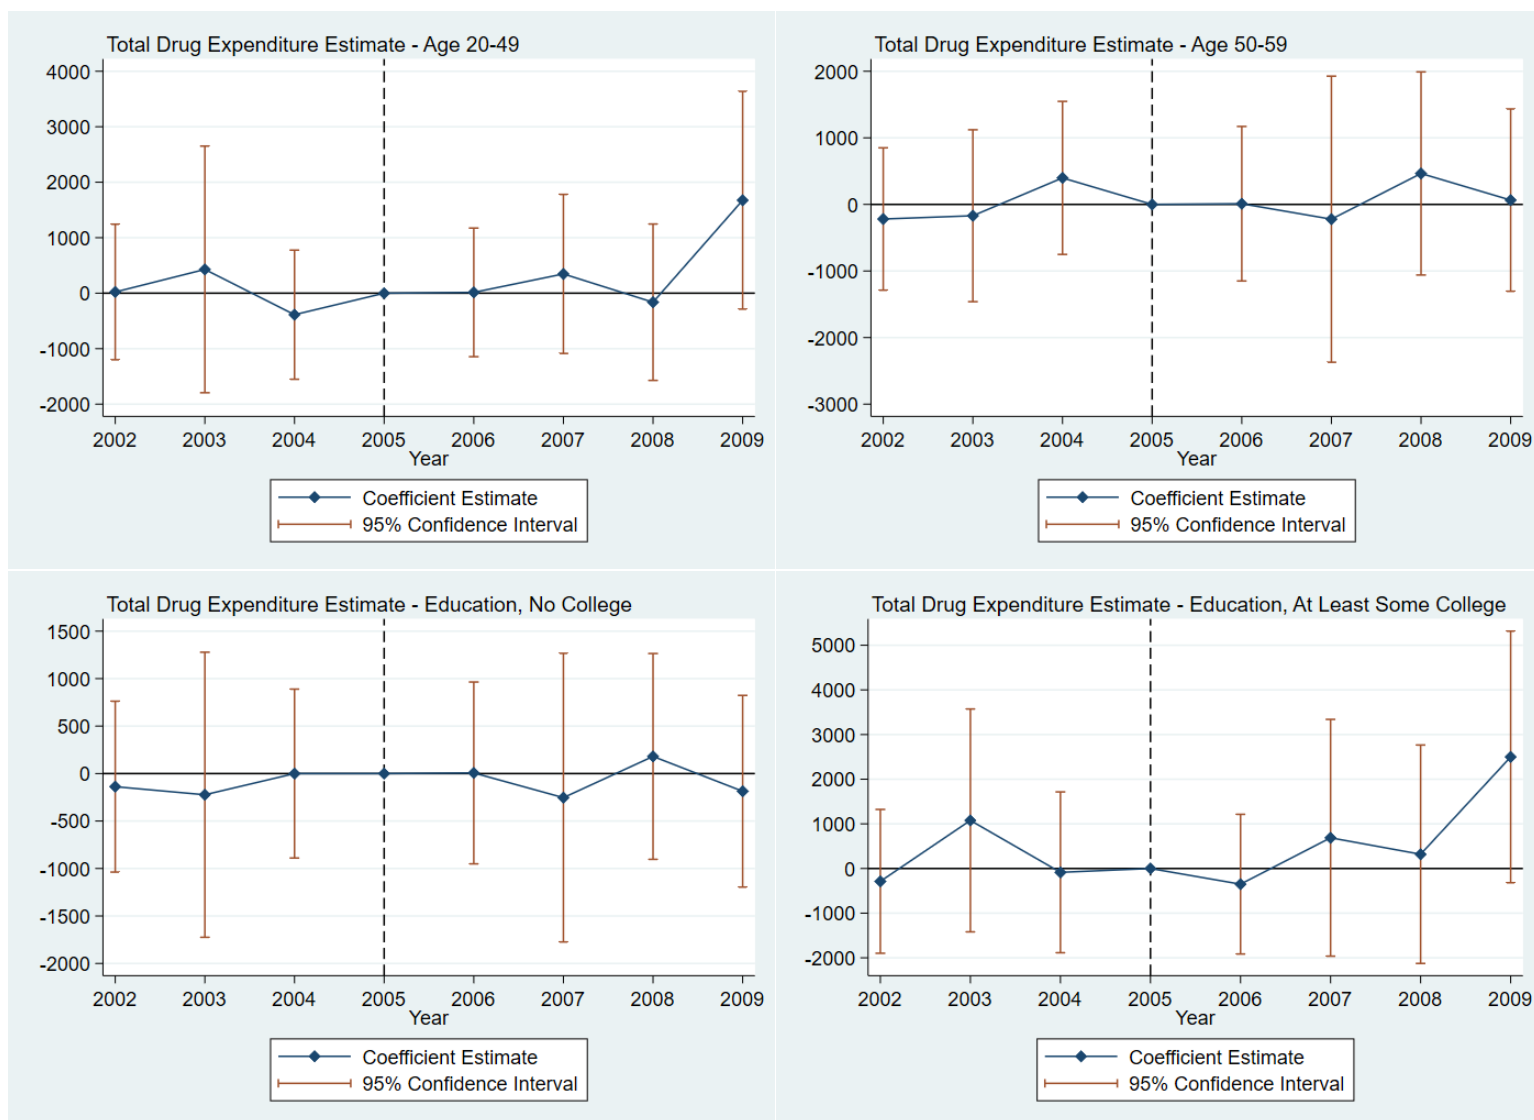 Total Drug Expenditure Estimate - Age 20-49
4000
3000
2000
1000
0
-1000
-2000
2002 2003 2004 2005 2006 2007 2008 2009
Year
Coefficient Estimate
95% Confidence Interval
Total Drug Expenditure Estimate - Age 50-59
2000
1000
0
-1000
-2000
-3000
2002 2003 2004 2005 2006 2007 2008 2009
Year
Coefficient Estimate
95% Confidence Interval
Total Drug Expenditure Estimate - Education, No College
1500
1000
500
0
-500
-1000
-1500
-2000
2002 2003 2004 2005 2006 2007 2008 2009
Year
Coefficient Estimate
95% Confidence Interval
Total Drug Expenditure Estimate - Education, At Least Some College
5000
4000
3000
2000
1000
0
-1000
-2000
2002 2003 2004 2005 2006 2007 2008 2009
Year
Coefficient Estimate
95% Confidence Interval